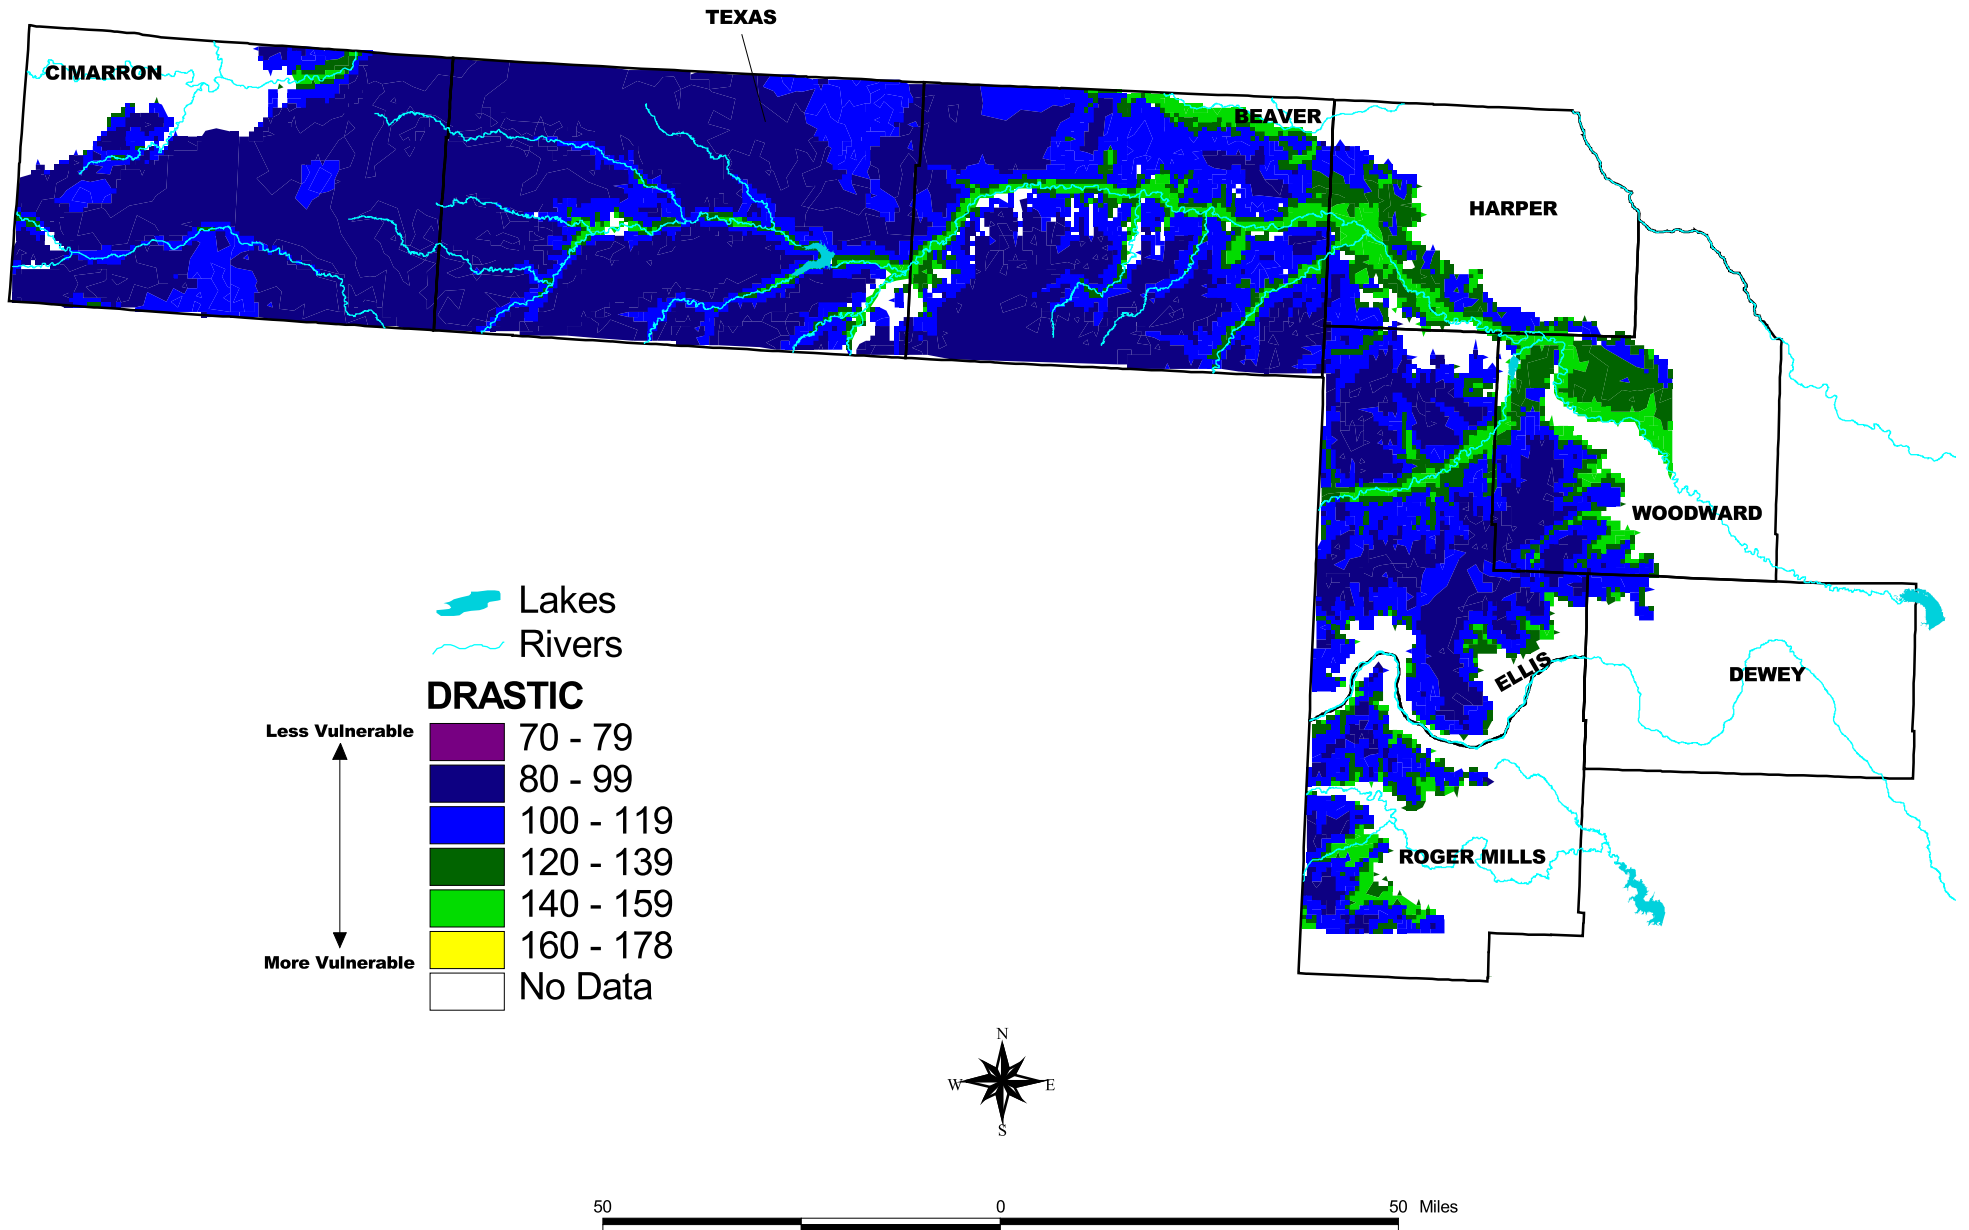 TEXAS
CIMARRON
BEAVER
HARPER
WOODWARD
ELLIS
DEWEY
ROGER MILLS
Lakes
Rivers
DRASTIC
Less Vulnerable
70 - 79
80 - 99
100 - 119
120 - 139
140 - 159
160 - 178
More Vulnerable
No Data
N
W E
S
50 0 50 Miles